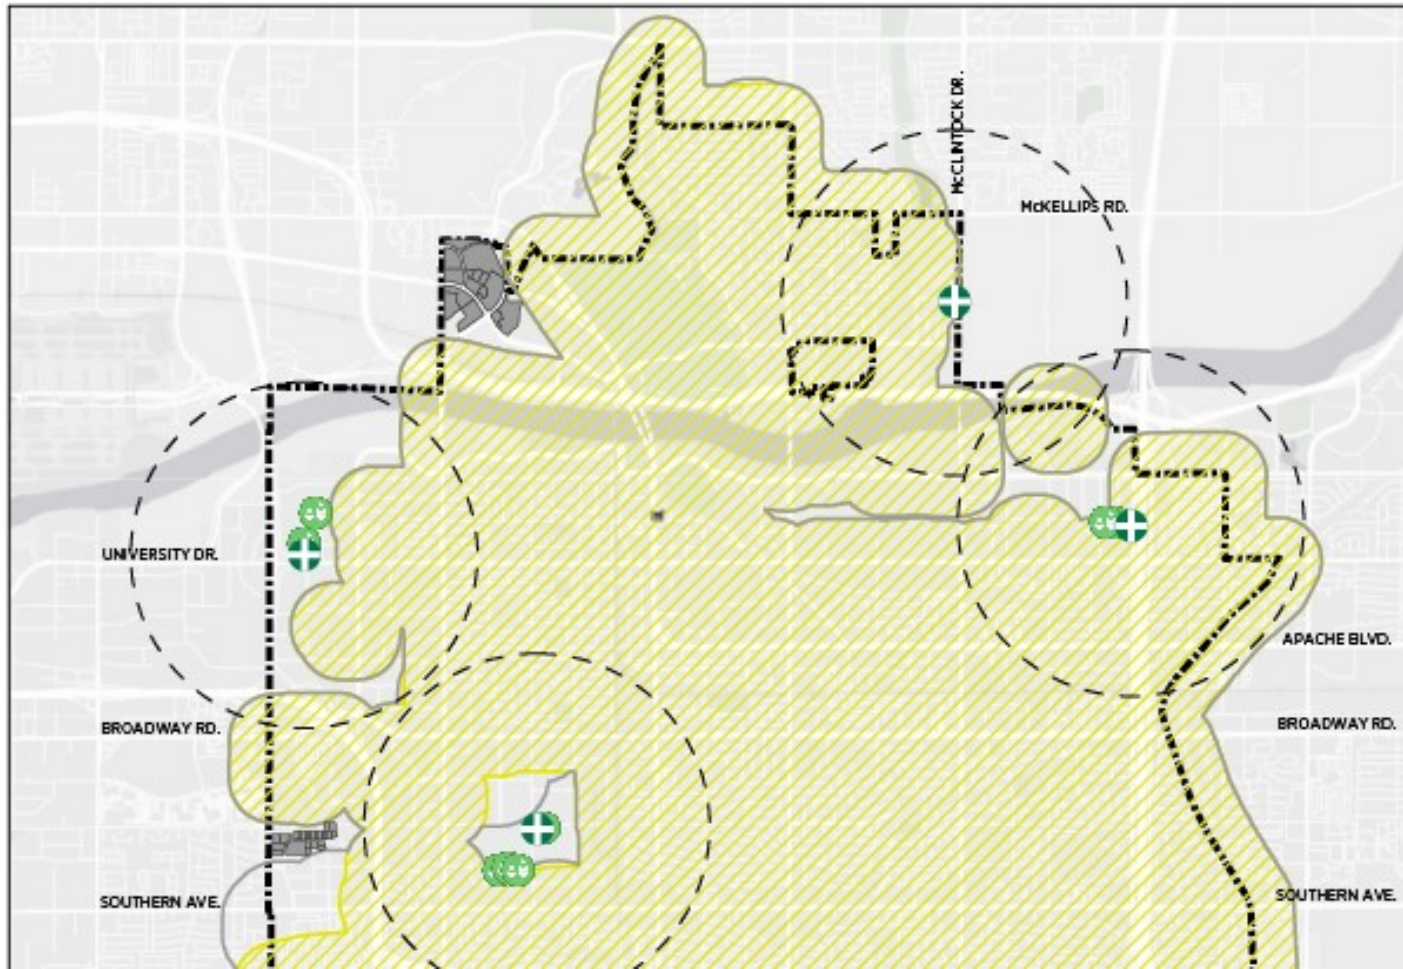 McCLINTOCK DR.
McKELLIPS RD.
UNIVERSITY DR.
APACHE BLVD.
BROADWAY RD.
BROADWAY RD.
SOUTHERN AVE.
SOUTHERN AVE.